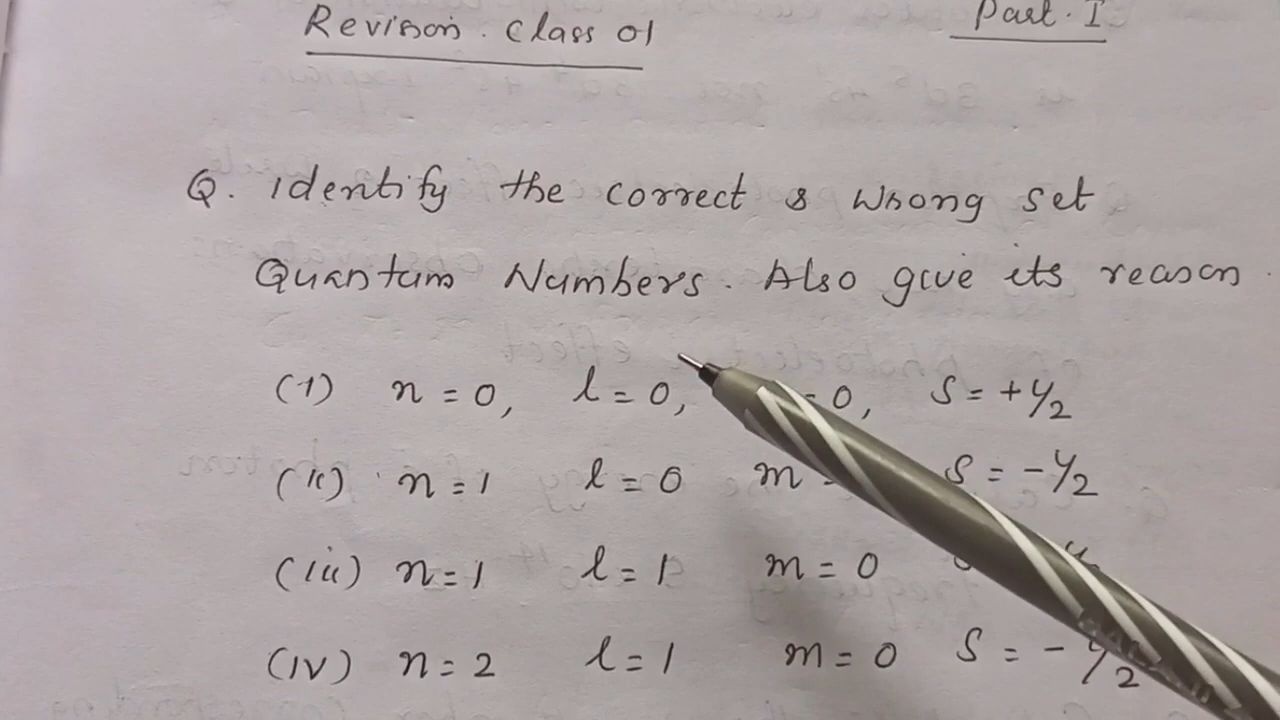 Revison. Class 01
Part. I
Q. Identify the correct & wrong set
Quantum Numbers. Also give its reason.
(i) n = 0, l = 0, = 0, S = +1/2
(ii) n = 1 l = 0 m S = -1/2
(iii) n = 1 l = 1 m = 0
(iv) n = 2 l = 1 m = 0 S = -1/2